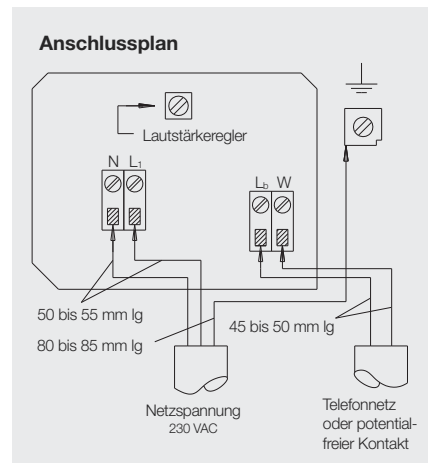 Anschlussplan
Lautstärkeregler
N L1
Lb W
50 bis 55 mm lg
80 bis 85 mm lg
45 bis 50 mm lg
Netzspannung
230 VAC
Telefonnetz
oder potential-
freier Kontakt